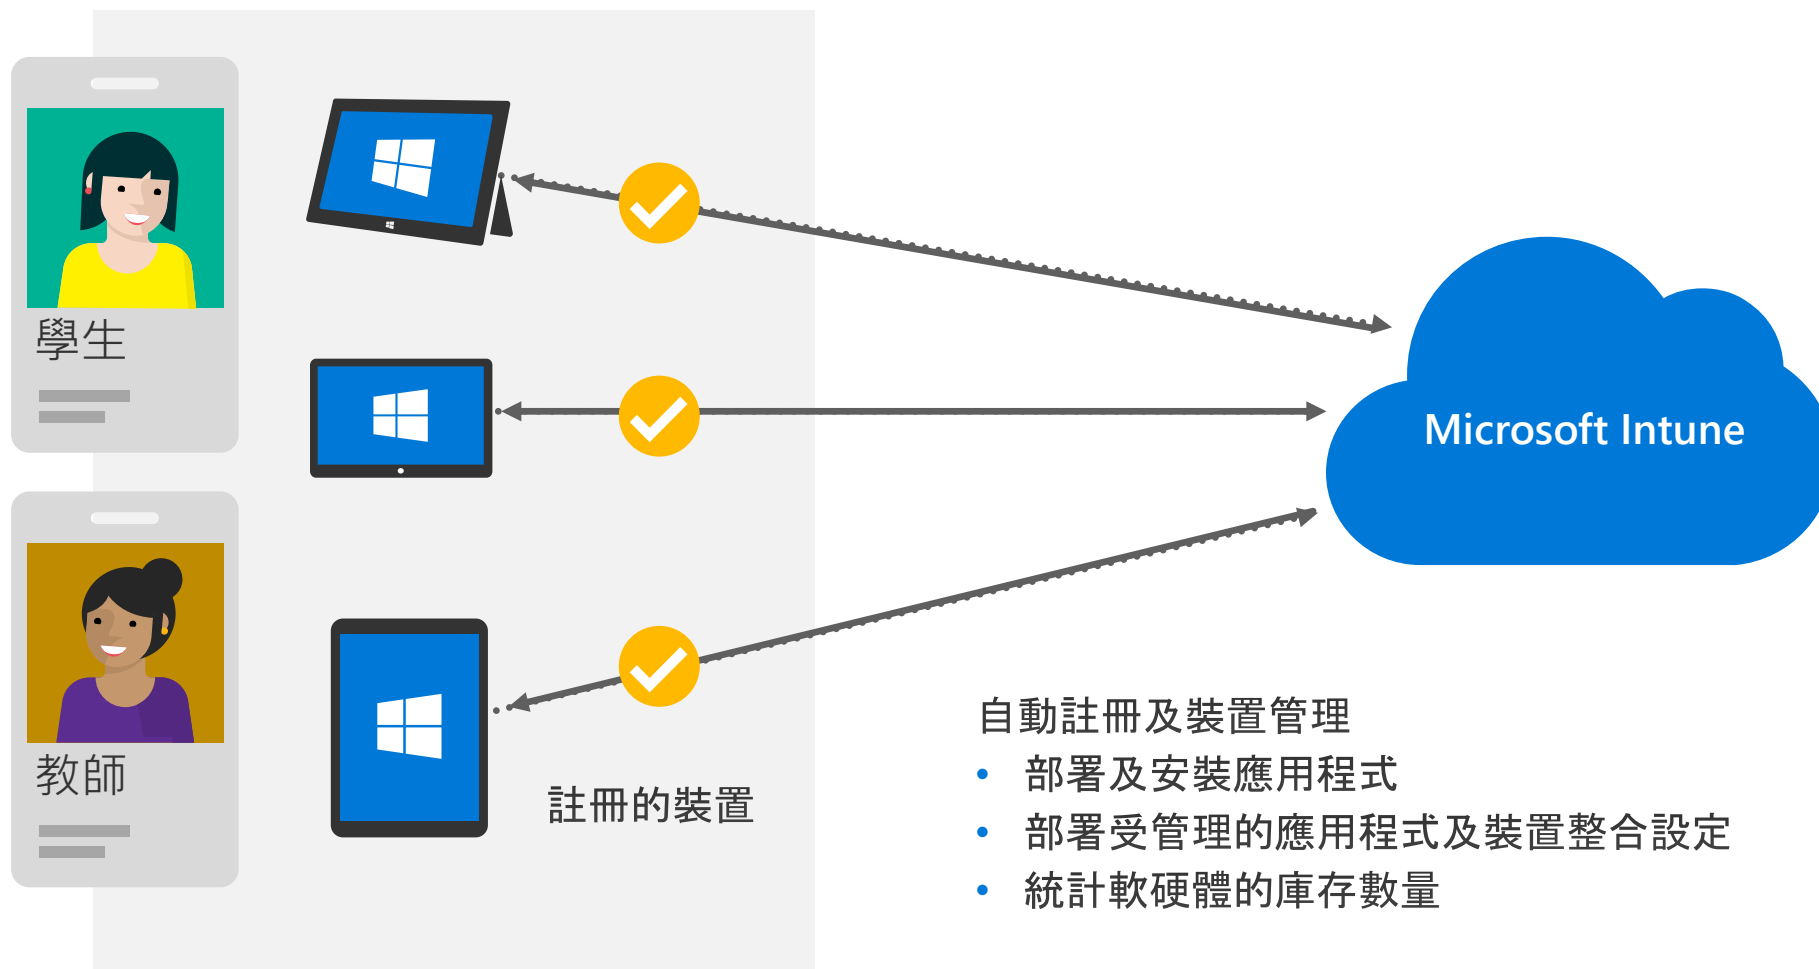 學生
教師
註冊的裝置
Microsoft Intune
自動註冊及裝置管理
• 部署及安裝應用程式
• 部署受管理的應用程式及裝置整合設定
• 統計軟硬體的庫存數量